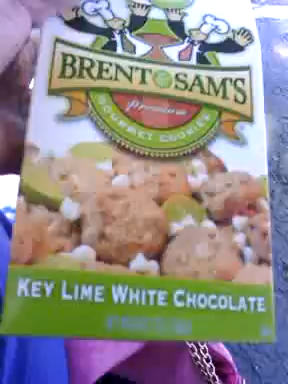 BRENT & SAM'S
premium
GOURMET COOKIES
KEY LIME WHITE CHOCOLATE